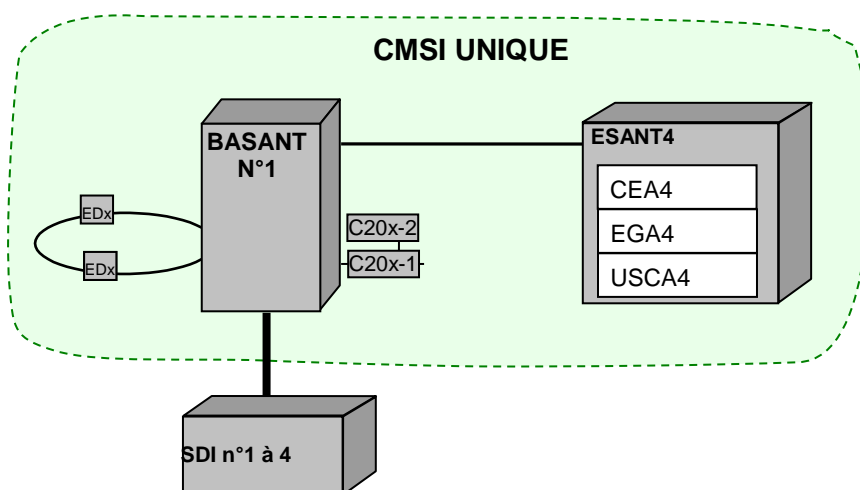 CMSI UNIQUE
BASANT
N°1
ESANT4
CEA4
EGA4
USCA4
EDx
EDx
C20x-2
C20x-1
SDI n°1 à 4